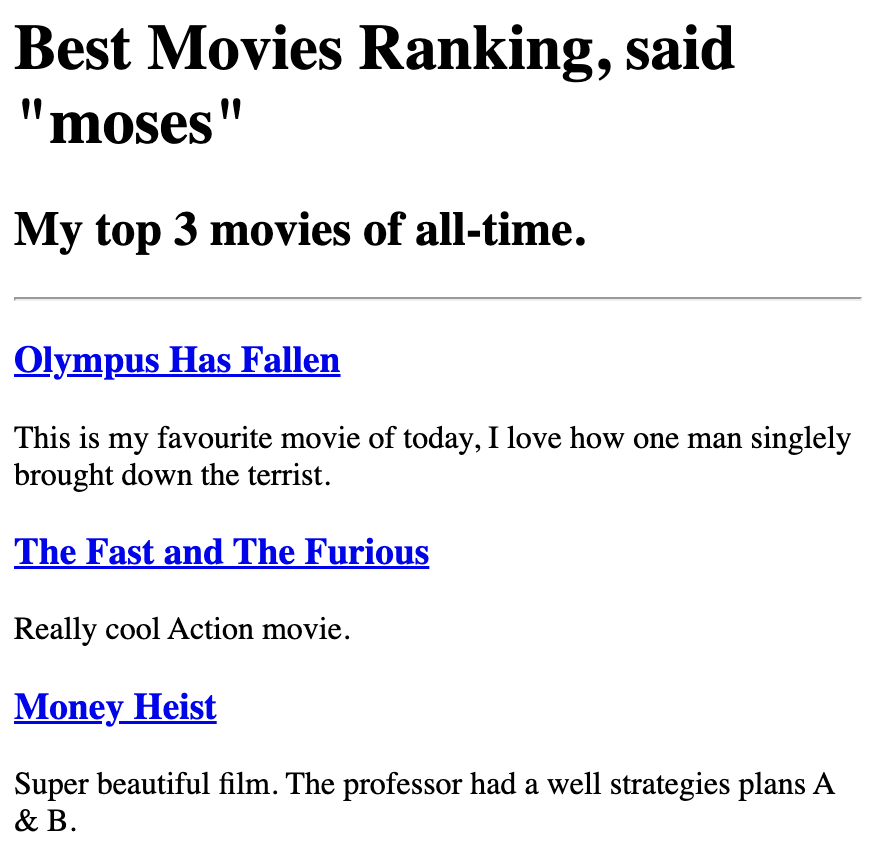 Best Movies Ranking, said
"moses"
My top 3 movies of all-time.
Olympus Has Fallen
This is my favourite movie of today, I love how one man singlely
brought down the terrist.
The Fast and The Furious
Really cool Action movie.
Money Heist
Super beautiful film. The professor had a well strategies plans A
& B.